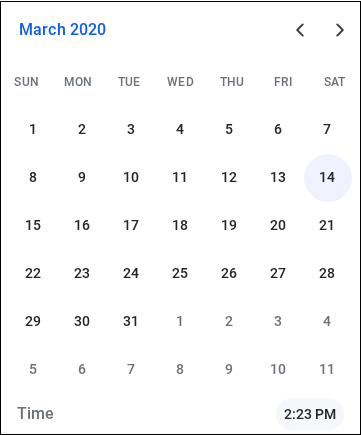 March 2020
SUN MON TUE WED THU FRI SAT
1 2 3 4 5 6 7
8 9 10 11 12 13 14
15 16 17 18 19 20 21
22 23 24 25 26 27 28
29 30 31 1 2 3 4
5 6 7 8 9 10 11
Time 2:23 PM